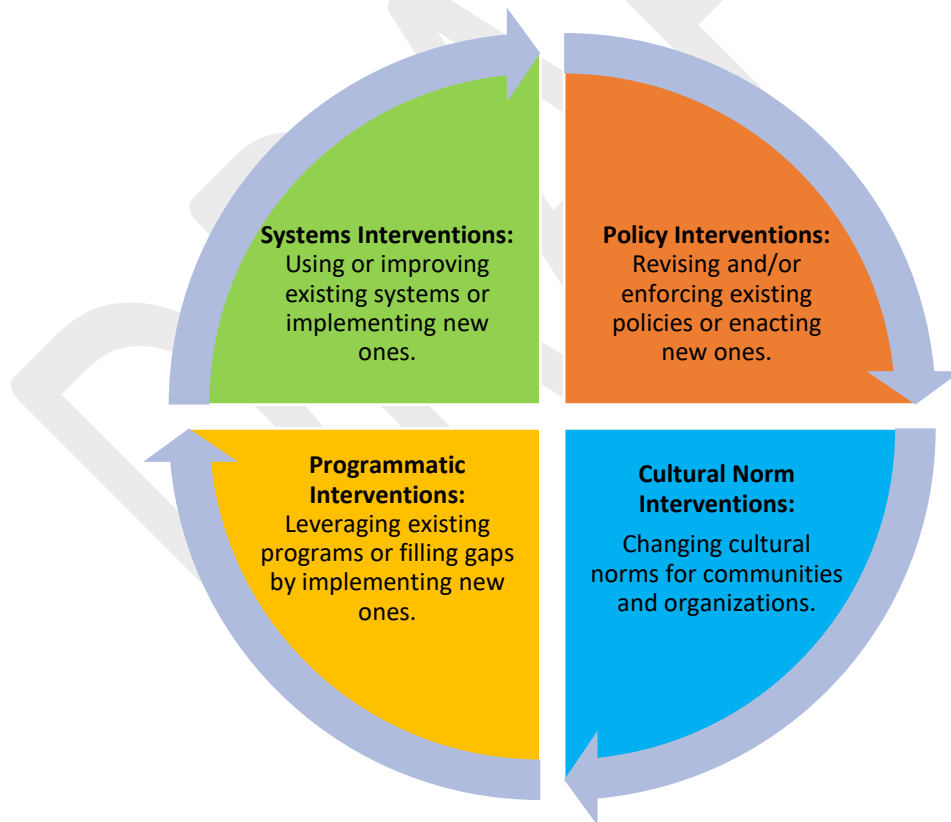 Systems Interventions:
Using or improving
existing systems or
implementing new
ones.
Policy Interventions:
Revising and/or
enforcing existing
policies or enacting
new ones.
Programmatic
Interventions:
Leveraging existing
programs or filling gaps
by implementing new
ones.
Cultural Norm
Interventions:
Changing cultural
norms for communities
and organizations.